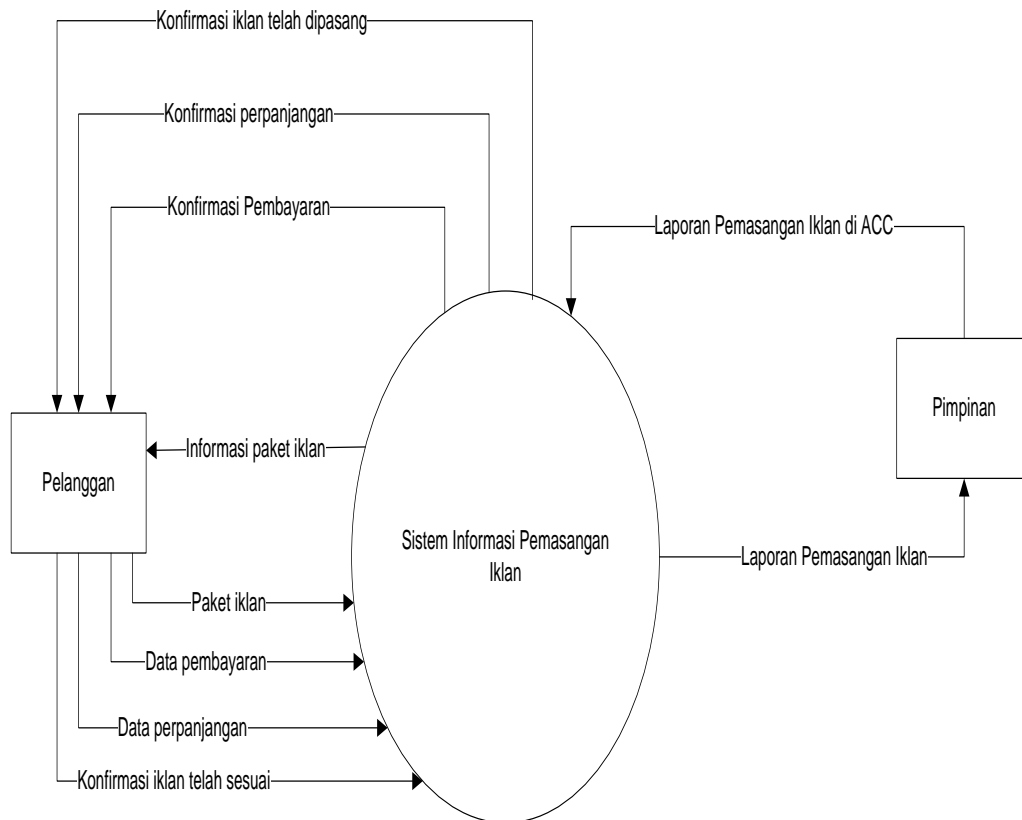 Konfirmasi iklan telah dipasang
Konfirmasi perpanjangan
Konfirmasi Pembayaran
Laporan Pemasangan Iklan di ACC
Pimpinan
Informasi paket iklan
Pelanggan
Sistem Informasi Pemasangan
Iklan
Laporan Pemasangan Iklan
Paket iklan
Data pembayaran
Data perpanjangan
Konfirmasi iklan telah sesuai